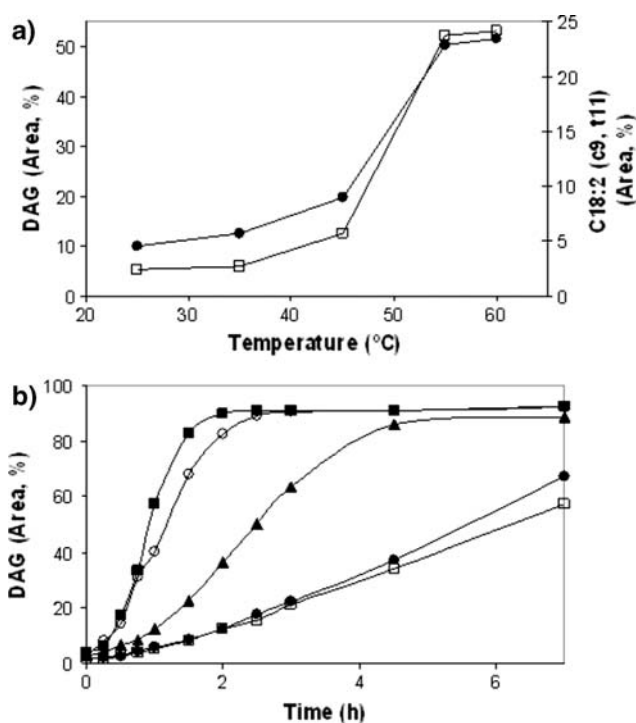 a)
DAG (Area, %)
50
40
30
20
10
0
25
20
15
10
5
0
C18:2 (c9, t11)
(Area, %)
20 30 40 50 60
Temperature (°C)
b)
DAG (Area, %)
100
80
60
40
20
0
0 2 4 6
Time (h)